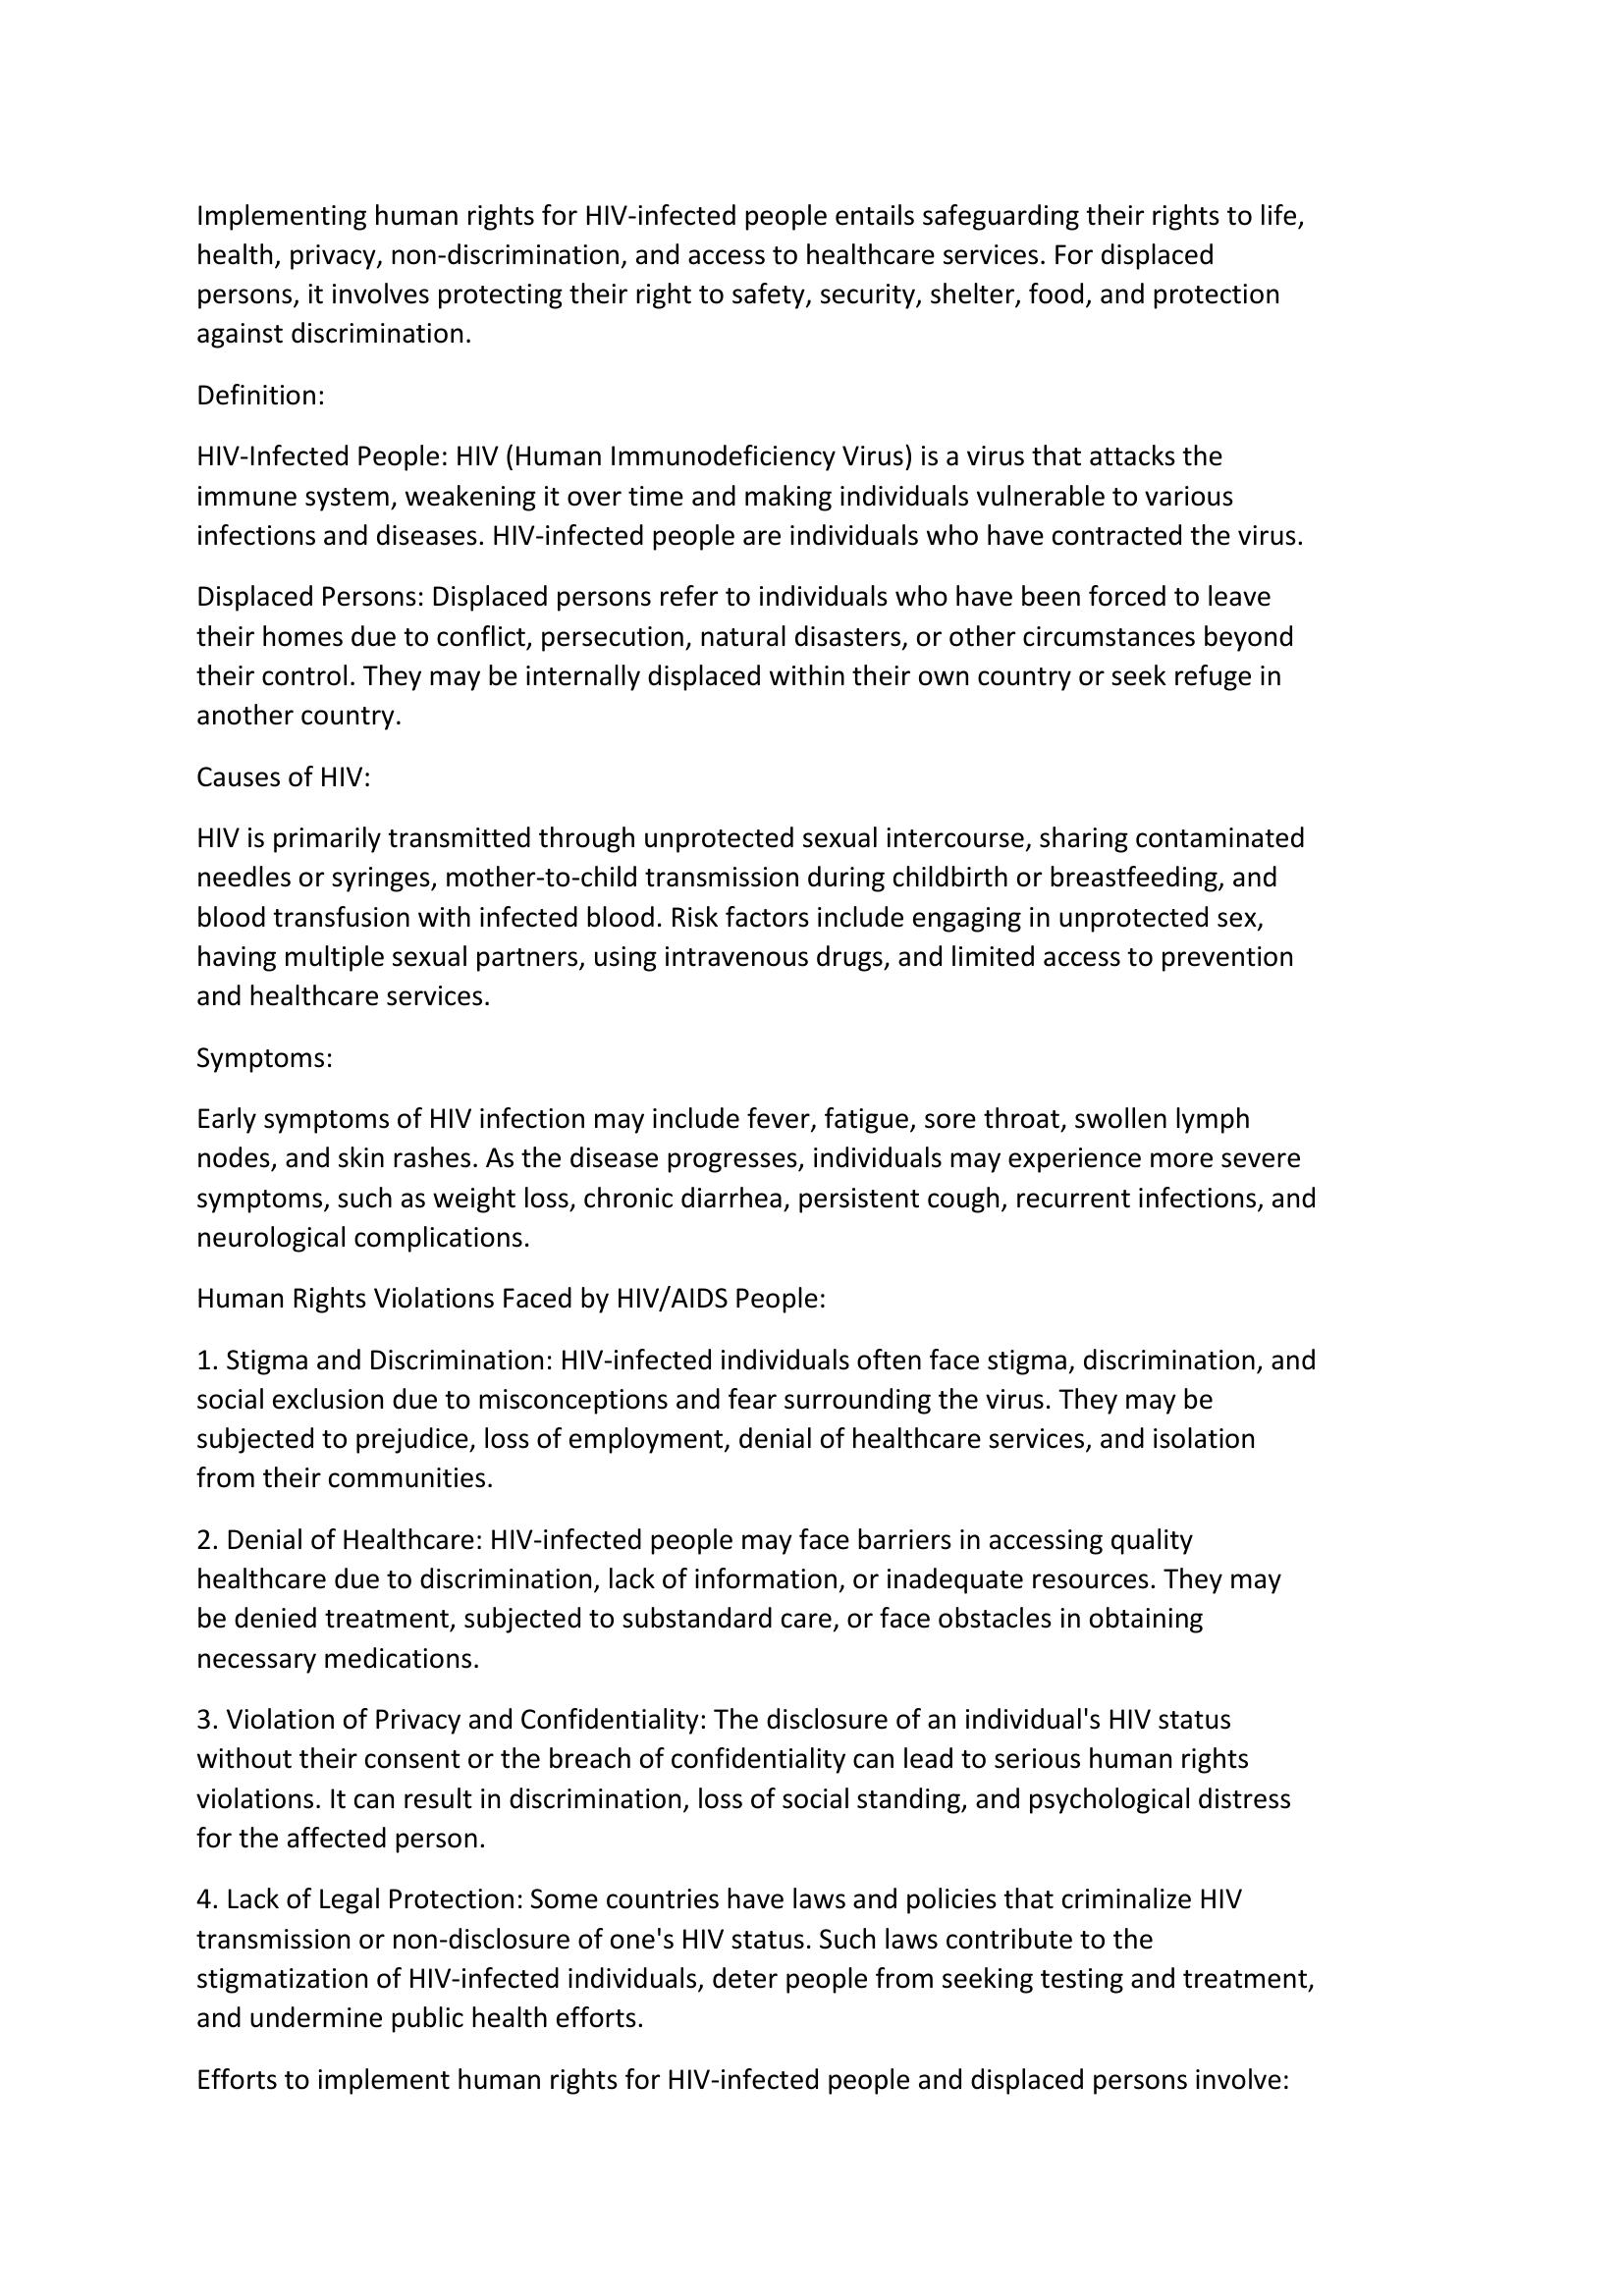 Implementing human rights for HIV-infected people entails safeguarding their rights to life,
health, privacy, non-discrimination, and access to healthcare services. For displaced
persons, it involves protecting their right to safety, security, shelter, food, and protection
against discrimination.
Definition:
HIV-Infected People: HIV (Human Immunodeficiency Virus) is a virus that attacks the
immune system, weakening it over time and making individuals vulnerable to various
infections and diseases. HIV-infected people are individuals who have contracted the virus.
Displaced Persons: Displaced persons refer to individuals who have been forced to leave
their homes due to conflict, persecution, natural disasters, or other circumstances beyond
their control. They may be internally displaced within their own country or seek refuge in
another country.
Causes of HIV:
HIV is primarily transmitted through unprotected sexual intercourse, sharing contaminated
needles or syringes, mother-to-child transmission during childbirth or breastfeeding, and
blood transfusion with infected blood. Risk factors include engaging in unprotected sex,
having multiple sexual partners, using intravenous drugs, and limited access to prevention
and healthcare services.
Symptoms:
Early symptoms of HIV infection may include fever, fatigue, sore throat, swollen lymph
nodes, and skin rashes. As the disease progresses, individuals may experience more severe
symptoms, such as weight loss, chronic diarrhea, persistent cough, recurrent infections, and
neurological complications.
Human Rights Violations Faced by HIV/AIDS People:
1. Stigma and Discrimination: HIV-infected individuals often face stigma, discrimination, and
social exclusion due to misconceptions and fear surrounding the virus. They may be
subjected to prejudice, loss of employment, denial of healthcare services, and isolation
from their communities.
2. Denial of Healthcare: HIV-infected people may face barriers in accessing quality
healthcare due to discrimination, lack of information, or inadequate resources. They may
be denied treatment, subjected to substandard care, or face obstacles in obtaining
necessary medications.
3. Violation of Privacy and Confidentiality: The disclosure of an individual's HIV status
without their consent or the breach of confidentiality can lead to serious human rights
violations. It can result in discrimination, loss of social standing, and psychological distress
for the affected person.
4. Lack of Legal Protection: Some countries have laws and policies that criminalize HIV
transmission or non-disclosure of one's HIV status. Such laws contribute to the
stigmatization of HIV-infected individuals, deter people from seeking testing and treatment,
and undermine public health efforts.
Efforts to implement human rights for HIV-infected people and displaced persons involve: